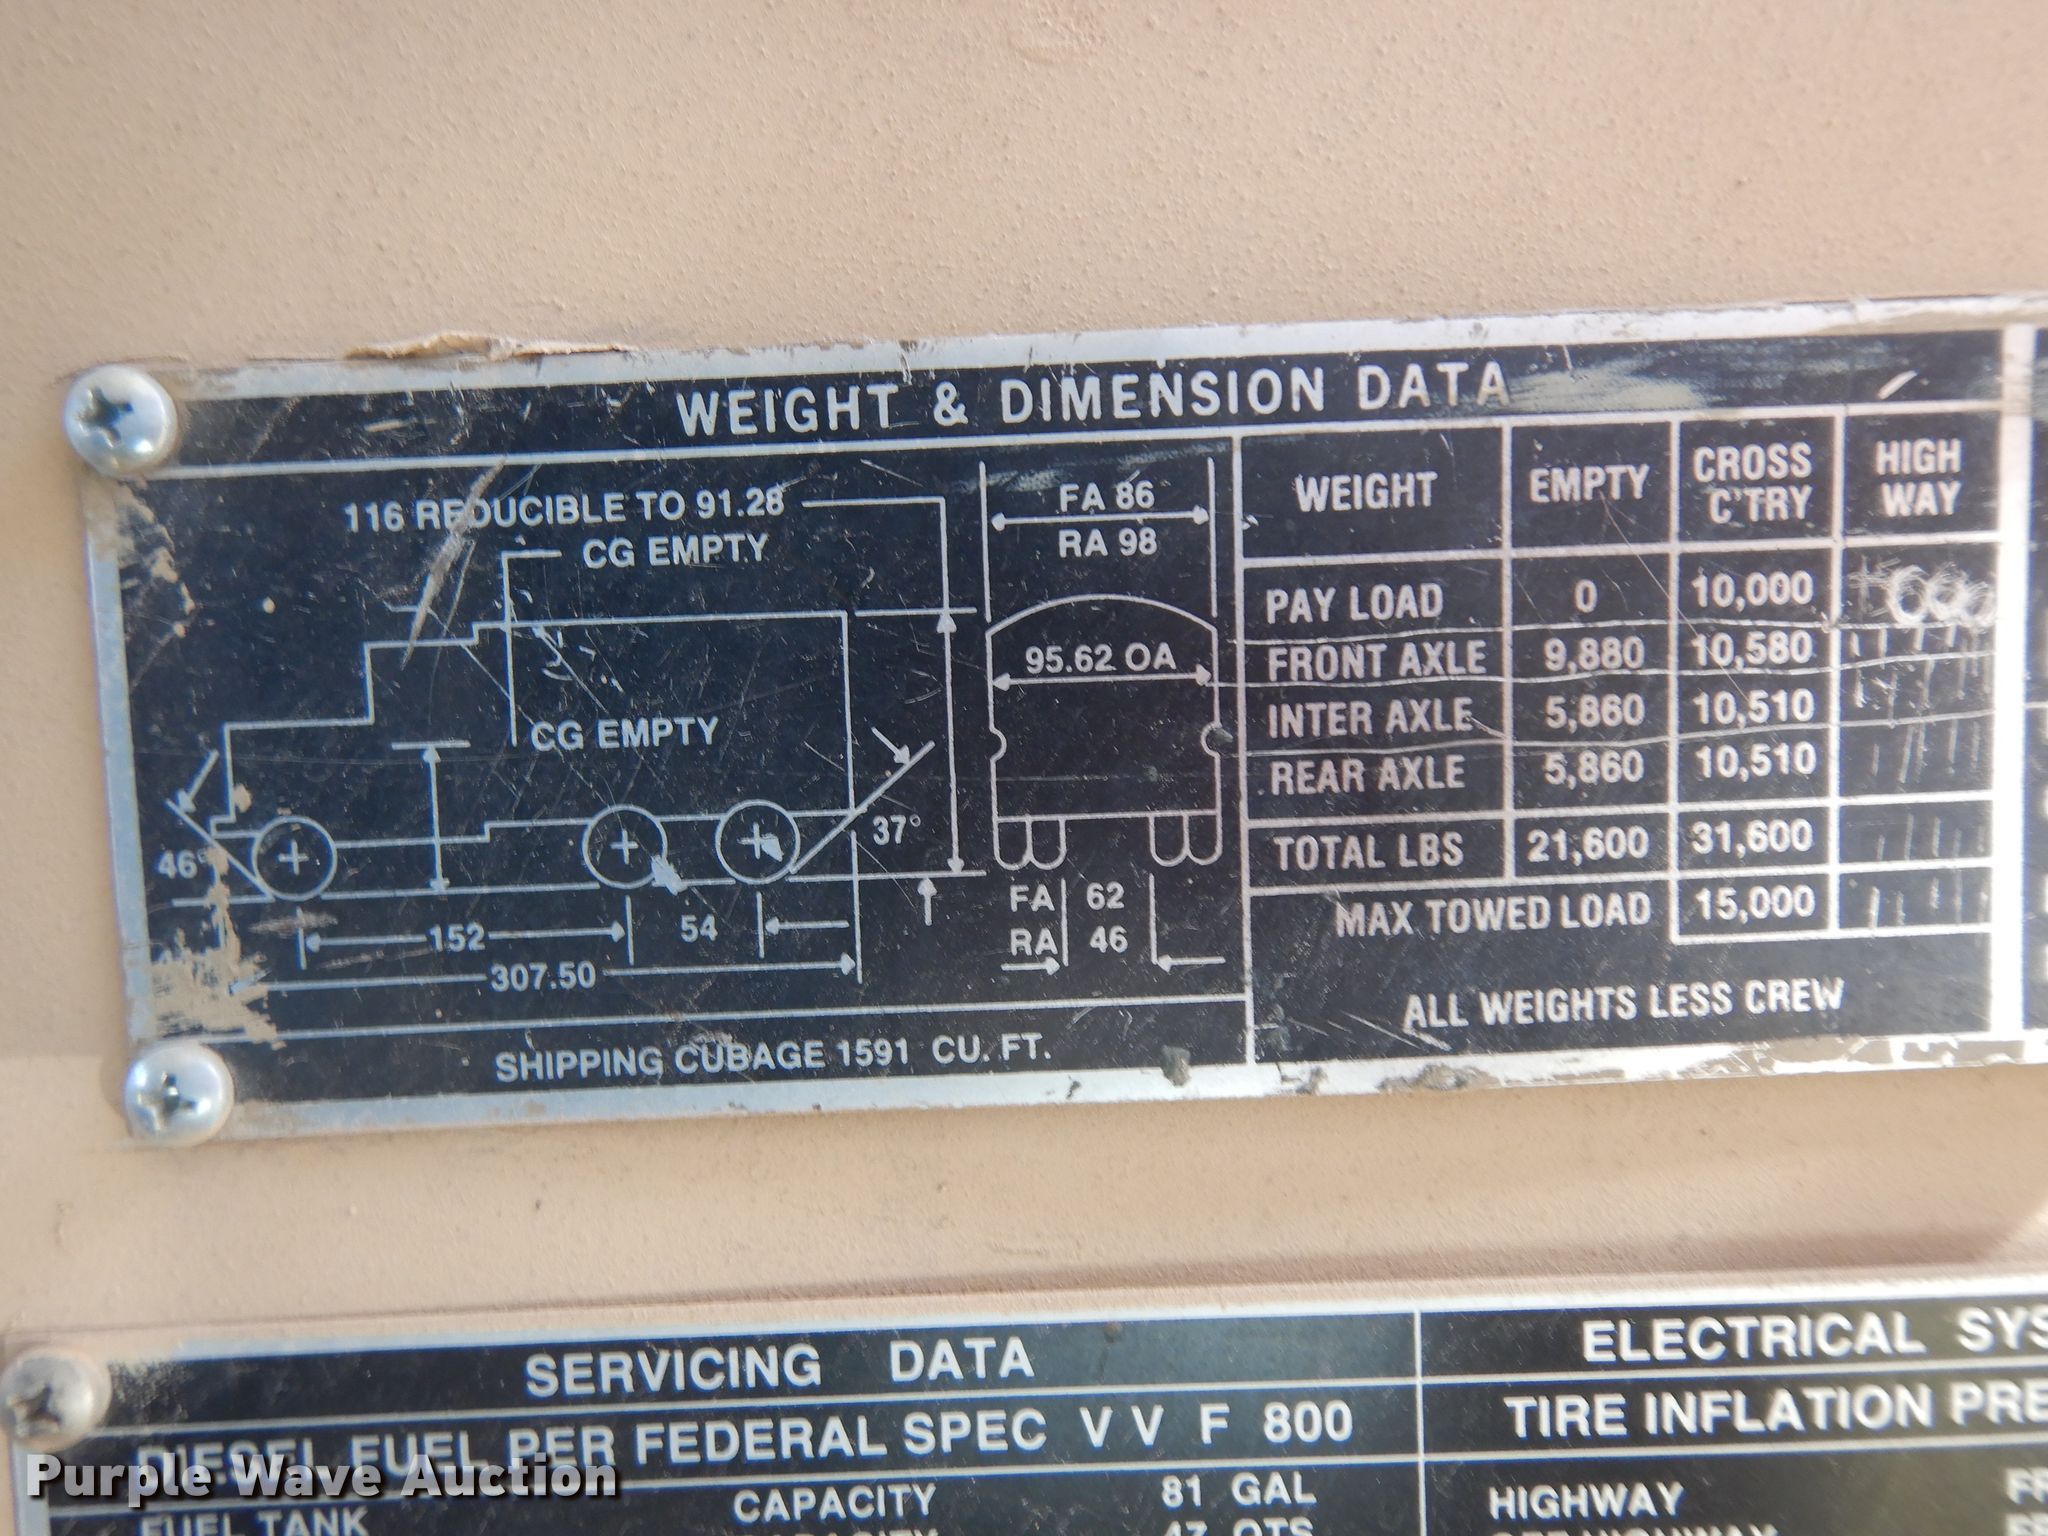 WEIGHT & DIMENSION DATA
116 REDUCIBLE TO 91.28
CG EMPTY
CG EMPTY
46°
37°
152
54
307.50
FA 86
RA 98
95.62 OA
FA 62
RA 46
SHIPPING CUBAGE 1591 CU. FT.
WEIGHT EMPTY CROSS C'TRY HIGH WAY
PAY LOAD 0 10,000
FRONT AXLE 9,880 10,580
INTER AXLE 5,860 10,510
REAR AXLE 5,860 10,510
TOTAL LBS 21,600 31,600
MAX TOWED LOAD 15,000
ALL WEIGHTS LESS CREW
SERVICING DATA
DIESEL FUEL PER FEDERAL SPEC V V F 800
FUEL TANK CAPACITY 81 GAL
CAPACITY 47 QTS
ELECTRICAL SYS
TIRE INFLATION PRE
HIGHWAY FR
Purple Wave Auction